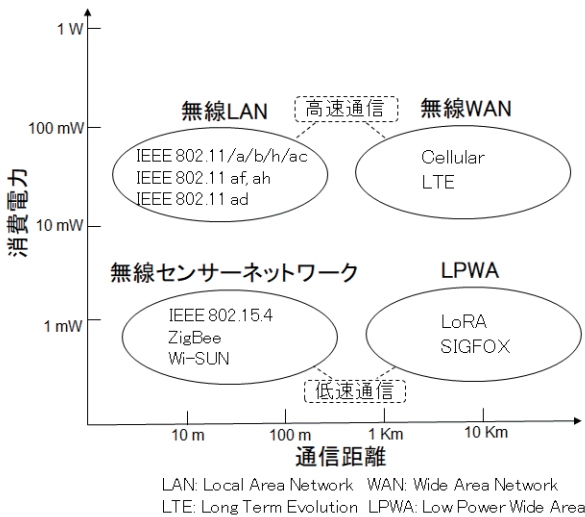 1 W
高速通信
無線LAN
無線WAN
100 mW
IEEE 802.11/a/b/h/ac
IEEE 802.11 af, ah
IEEE 802.11 ad
Cellular
LTE
消費電力
10 mW
無線センサーネットワーク
LPWA
1 mW
IEEE 802.15.4
ZigBee
Wi-SUN
LoRA
SIGFOX
低速通信
10 m
100 m
1 Km
10 Km
通信距離
LAN: Local Area Network WAN: Wide Area Network
LTE: Long Term Evolution LPWA: Low Power Wide Area